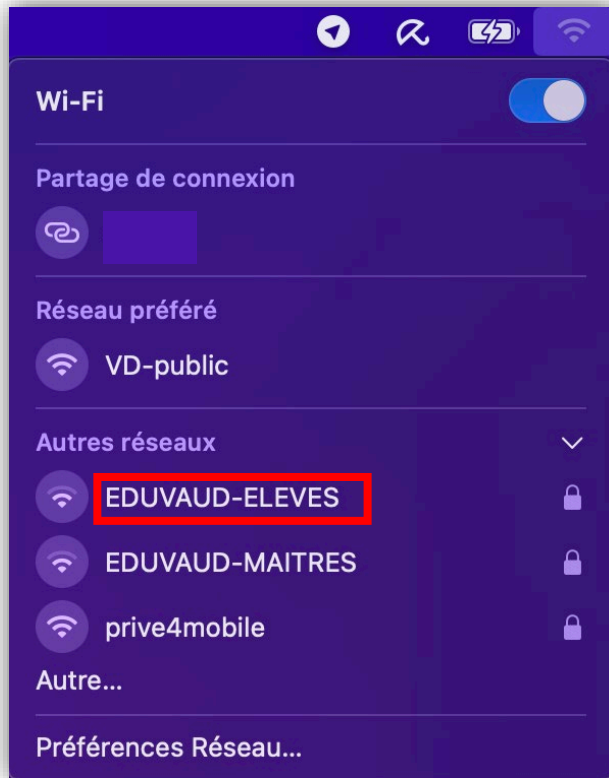 Wi-Fi
Partage de connexion
Réseau préféré
VD-public
Autres réseaux
EDUVAUD-ELEVES
EDUVAUD-MAITRES
prive4mobile
Autre...
Préférences Réseau...